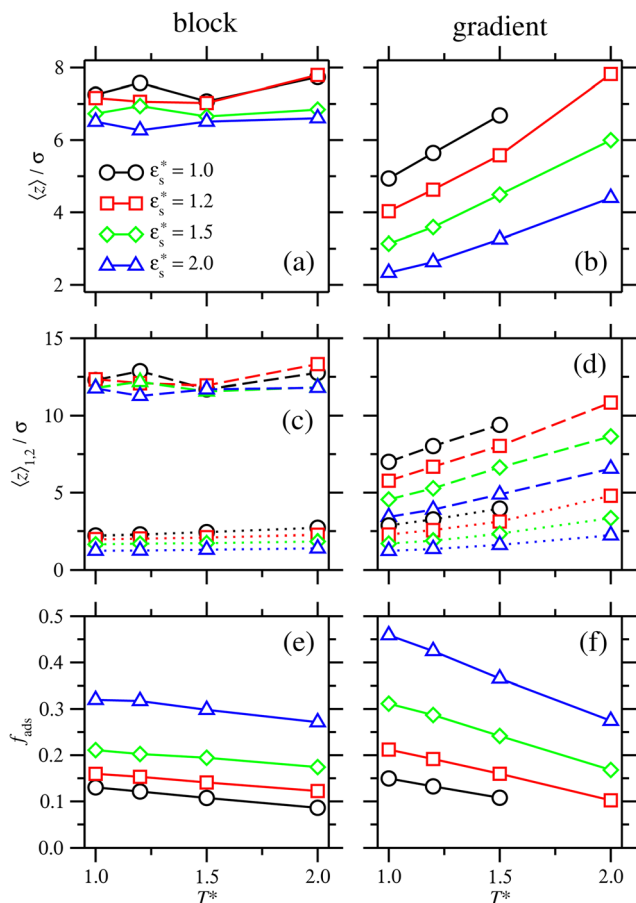 block
gradient
8
6
4
2
⟨z⟩ / σ
ε*s = 1.0
ε*s = 1.2
ε*s = 1.5
ε*s = 2.0
(a)
(b)
15
10
5
0
⟨z⟩1,2 / σ
(c)
(d)
0.5
0.4
0.3
0.2
0.1
0.0
fads
(e)
(f)
1.0 1.5 2.0
1.0 1.5 2.0
T*
T*